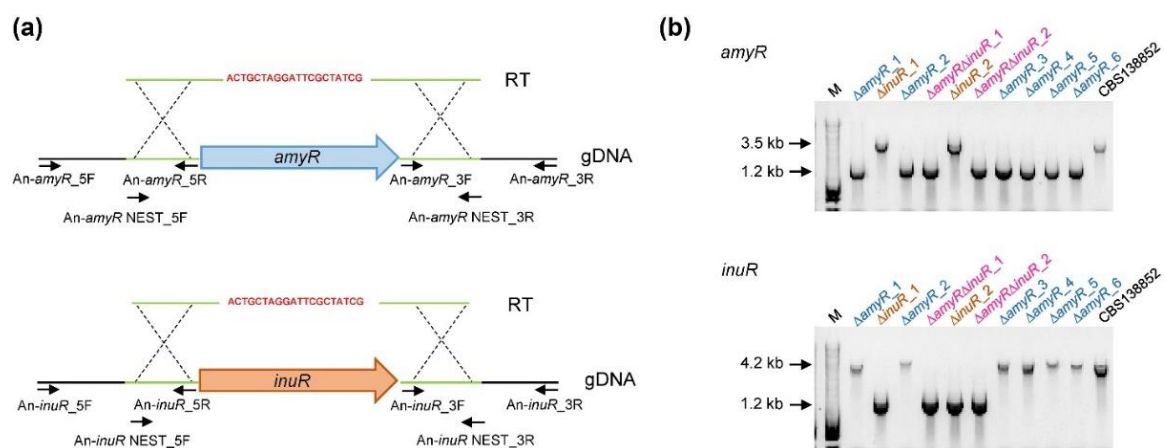 (a)
ACTGCTAGGATTCGCTATCG
RT
amyR
gDNA
An-amyR_5F
An-amyR_5R
An-amyR_3F
An-amyR_3R
An-amyR NEST_5F
An-amyR NEST_3R
ACTGCTAGGATTCGCTATCG
RT
inuR
gDNA
An-inuR_5F
An-inuR_5R
An-inuR_3F
An-inuR_3R
An-inuR NEST_5F
An-inuR NEST_3R
(b)
amyR
M
ΔamyR_1
ΔinuR_1
ΔamyR_2
ΔamyRΔinuR_1
ΔinuR_2
ΔamyRΔinuR_2
ΔamyR_3
ΔamyR_4
ΔamyR_5
ΔamyR_6
CBS138852
3.5 kb
1.2 kb
inuR
M
ΔamyR_1
ΔinuR_1
ΔamyR_2
ΔamyRΔinuR_1
ΔinuR_2
ΔamyRΔinuR_2
ΔamyR_3
ΔamyR_4
ΔamyR_5
ΔamyR_6
CBS138852
4.2 kb
1.2 kb